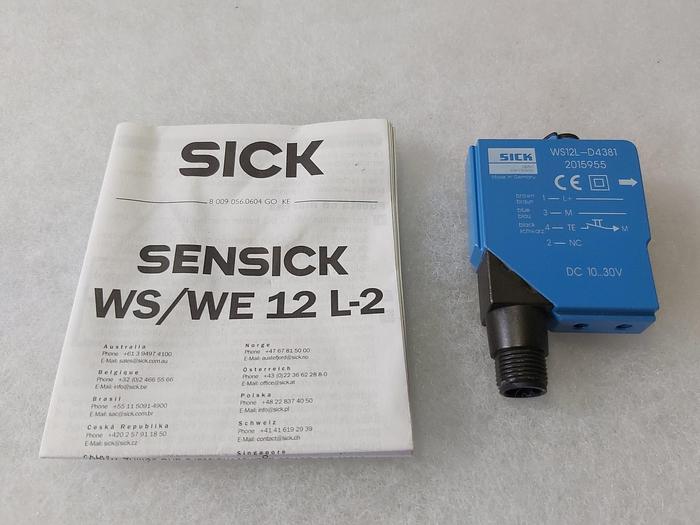 SICK
8 009 056.0604 GO KE
SENSICK
WS/WE 12 L-2
Australia
Phone +61 3 9497 4100
E-Mail: sales@sick.com.au
Belgique
Phone +32 (0)2 466 55 66
E-Mail: info@sick.be
Brasil
Phone +55 11 5091-4900
E-Mail: sac@sick.com.br
Ceská Republika
Phone +420 2 57 91 18 50
E-Mail: sick@sick.cz
Norge
Phone +47 67 81 50 00
E-Mail: austefjord@sick.no
Österreich
Phone +43 (0)22 36 62 28 8-0
E-Mail: office@sick.at
Polska
Phone +48 22 837 40 50
E-Mail: info@sick.pl
Schweiz
Phone +41 41 619 29 39
E-Mail: contact@sick.ch
Singapore
SICK
Made in Germany
WS12L-D4381
2015955
CE
brown
braun 1 L+
blue
blau 3 M
black
schwarz 4 TE M
2 NC
DC 10...30V